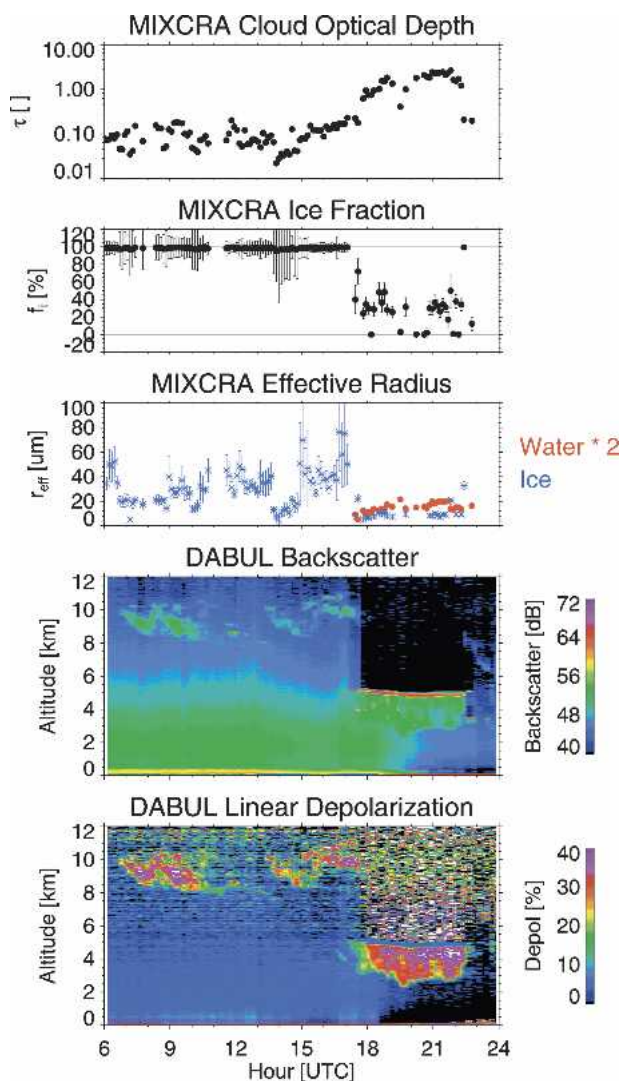 MIXCRA Cloud Optical Depth
10.00
1.00
0.10
0.01
τ [ ]
MIXCRA Ice Fraction
120
100
80
60
40
20
0
-20
f_i [%]
MIXCRA Effective Radius
100
80
60
40
20
0
r_eff [um]
Water * 2
Ice
DABUL Backscatter
12
10
8
6
4
2
0
Altitude [km]
72
64
56
48
40
Backscatter [dB]
DABUL Linear Depolarization
12
10
8
6
4
2
0
Altitude [km]
40
30
20
10
0
Depol [%]
6 9 12 15 18 21 24
Hour [UTC]